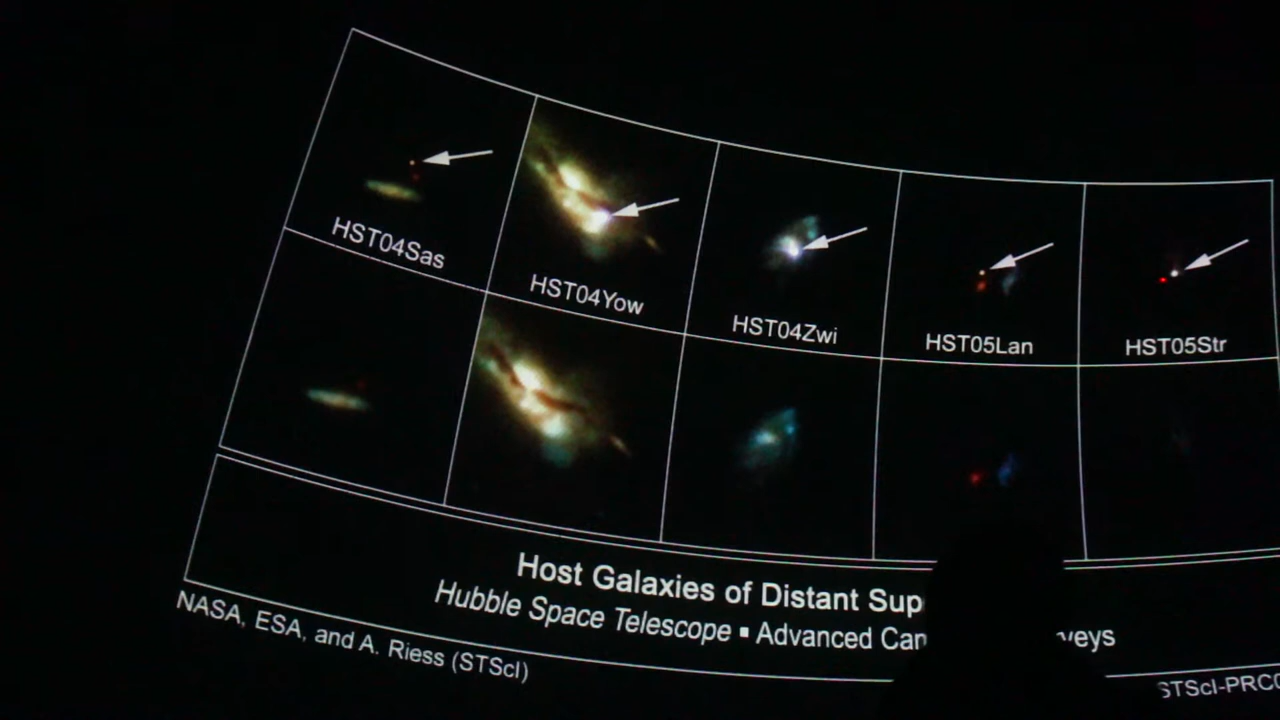 HST04Sas
HST04Yow
HST04Zwi
HST05Lan
HST05Str
Host Galaxies of Distant Sup
Hubble Space Telescope ▪ Advanced Cam veys
NASA, ESA, and A. Riess (STScI)
STScI-PRC0